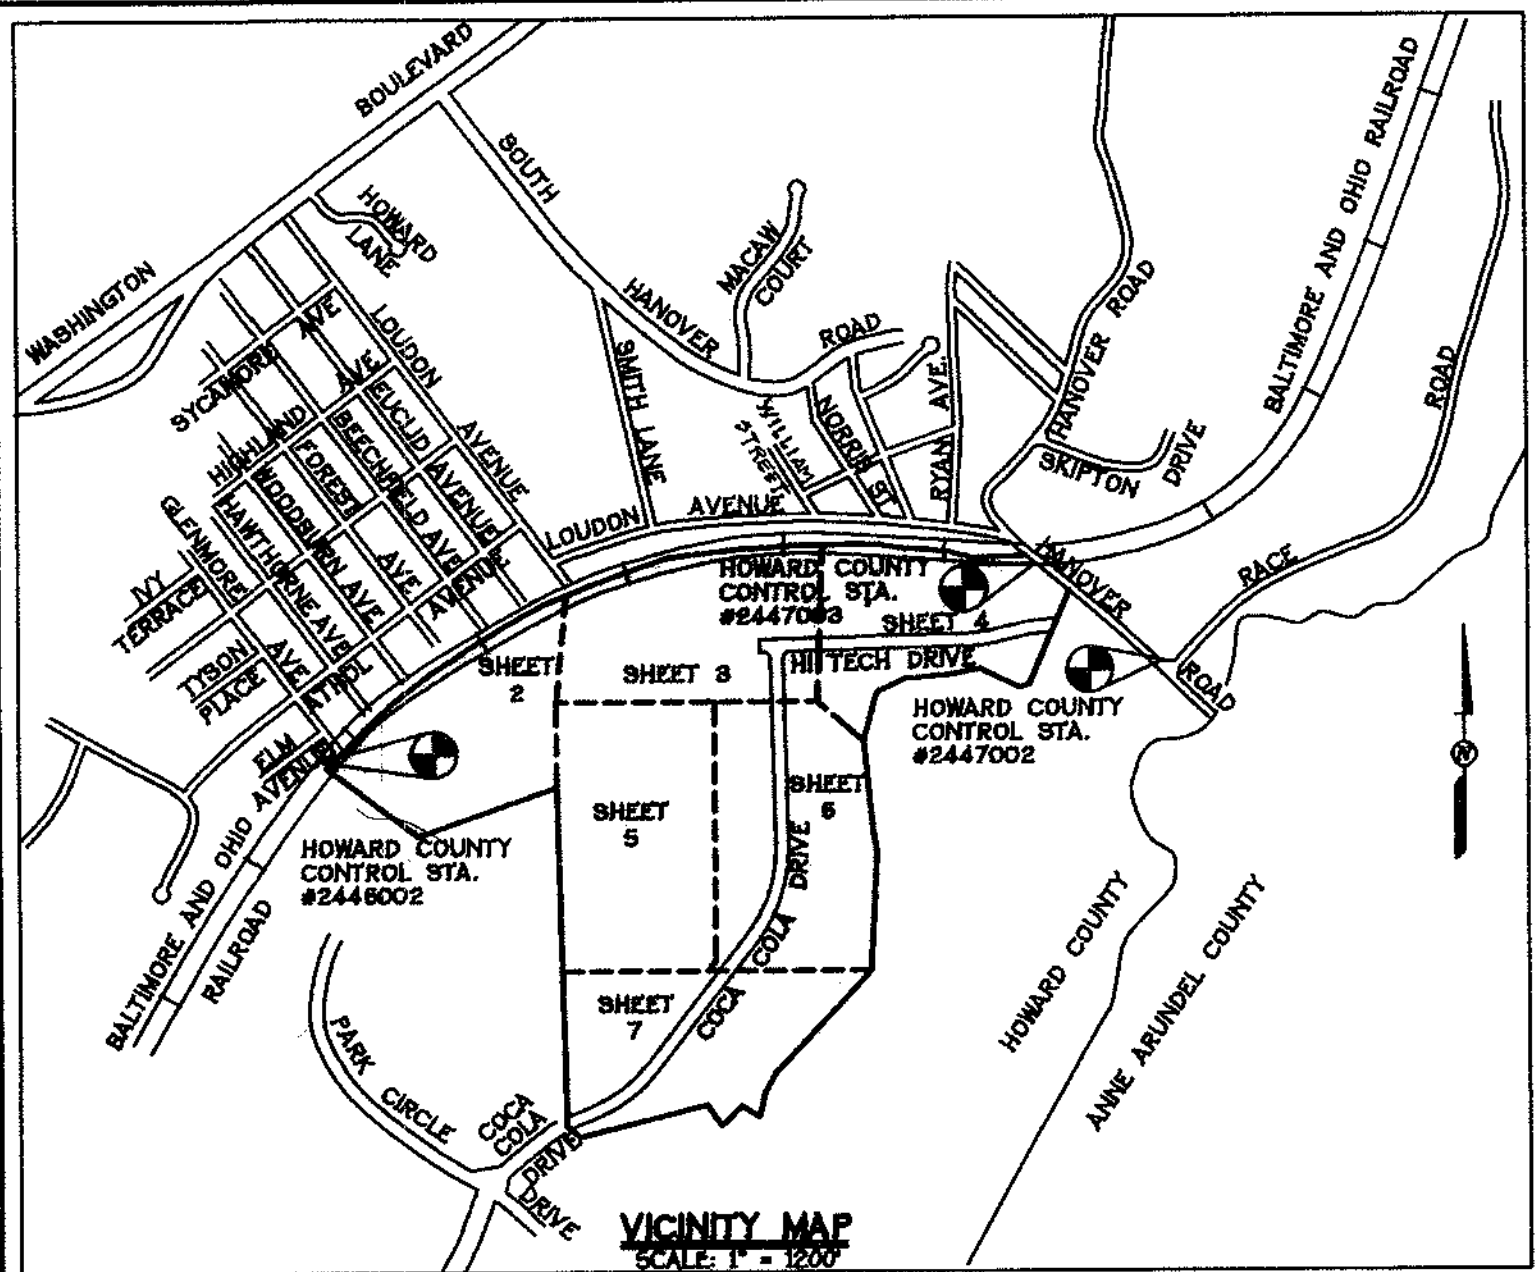 WASHINGTON BOULEVARD
HOWARD
LANE
SOUTH HANOVER ROAD
MACAW
COURT
HANOVER ROAD
BALTIMORE AND OHIO RAILROAD
SYCAMORE AVE
LOUDON AVENUE
HIGHLAND AVE
EUCLID AVENUE
BEECHFIELD AVE
FOREST AVE
WOODBURN AVE
HAWTHORNE AVE
GLENMORE AVE
IVY
TERRACE
TYSON
PLACE
AVENUE
ATHOL
ELM
AVENUE
SMITH LANE
WILLIAM
STREET
NORRIS ST
RYAN AVE.
SKIPTON DRIVE
LOUDON AVENUE
HANOVER ROAD
RACE ROAD
HOWARD COUNTY
CONTROL STA.
#2447003
SHEET 4
HI TECH DRIVE
SHEET
2
SHEET 3
HOWARD COUNTY
CONTROL STA.
#2447002
SHEET
5
SHEET
6
HOWARD COUNTY
CONTROL STA.
#2446002
BALTIMORE AND OHIO
RAILROAD
COCA COLA DRIVE
SHEET
7
PARK CIRCLE DRIVE
COCA
COLA
DRIVE
HOWARD COUNTY
ANNE ARUNDEL COUNTY
N
VICINITY MAP
SCALE: 1" = 1200'